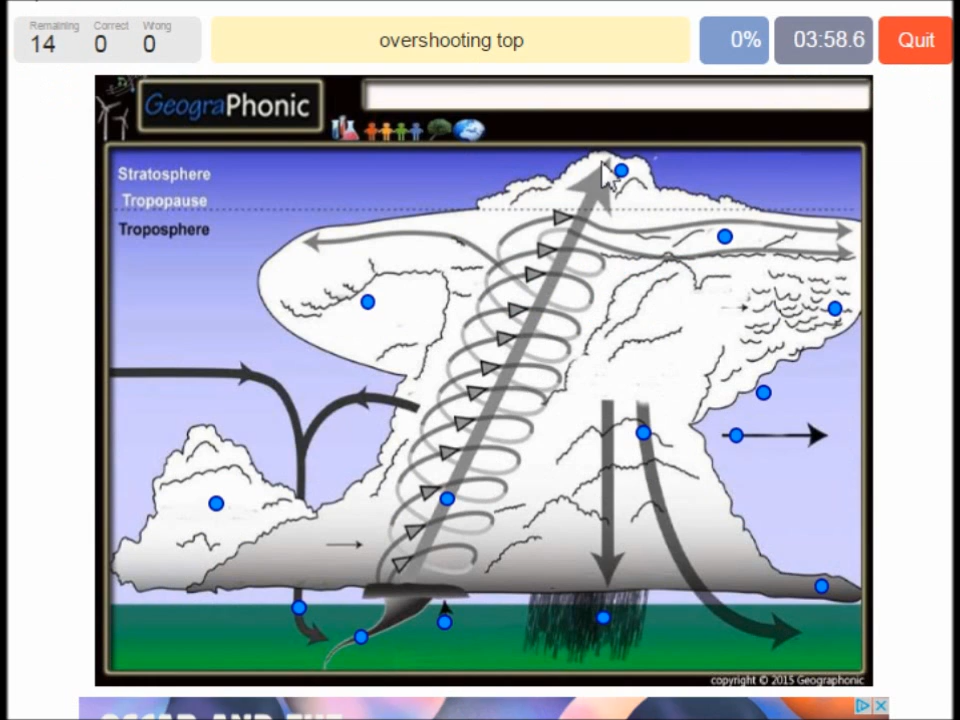 Remaining Correct Wrong
14 0 0
overshooting top
0%
03:58.6
Quit
GeograPhonic
Stratosphere
Tropopause
Troposphere
copyright © 2015 Geographonic